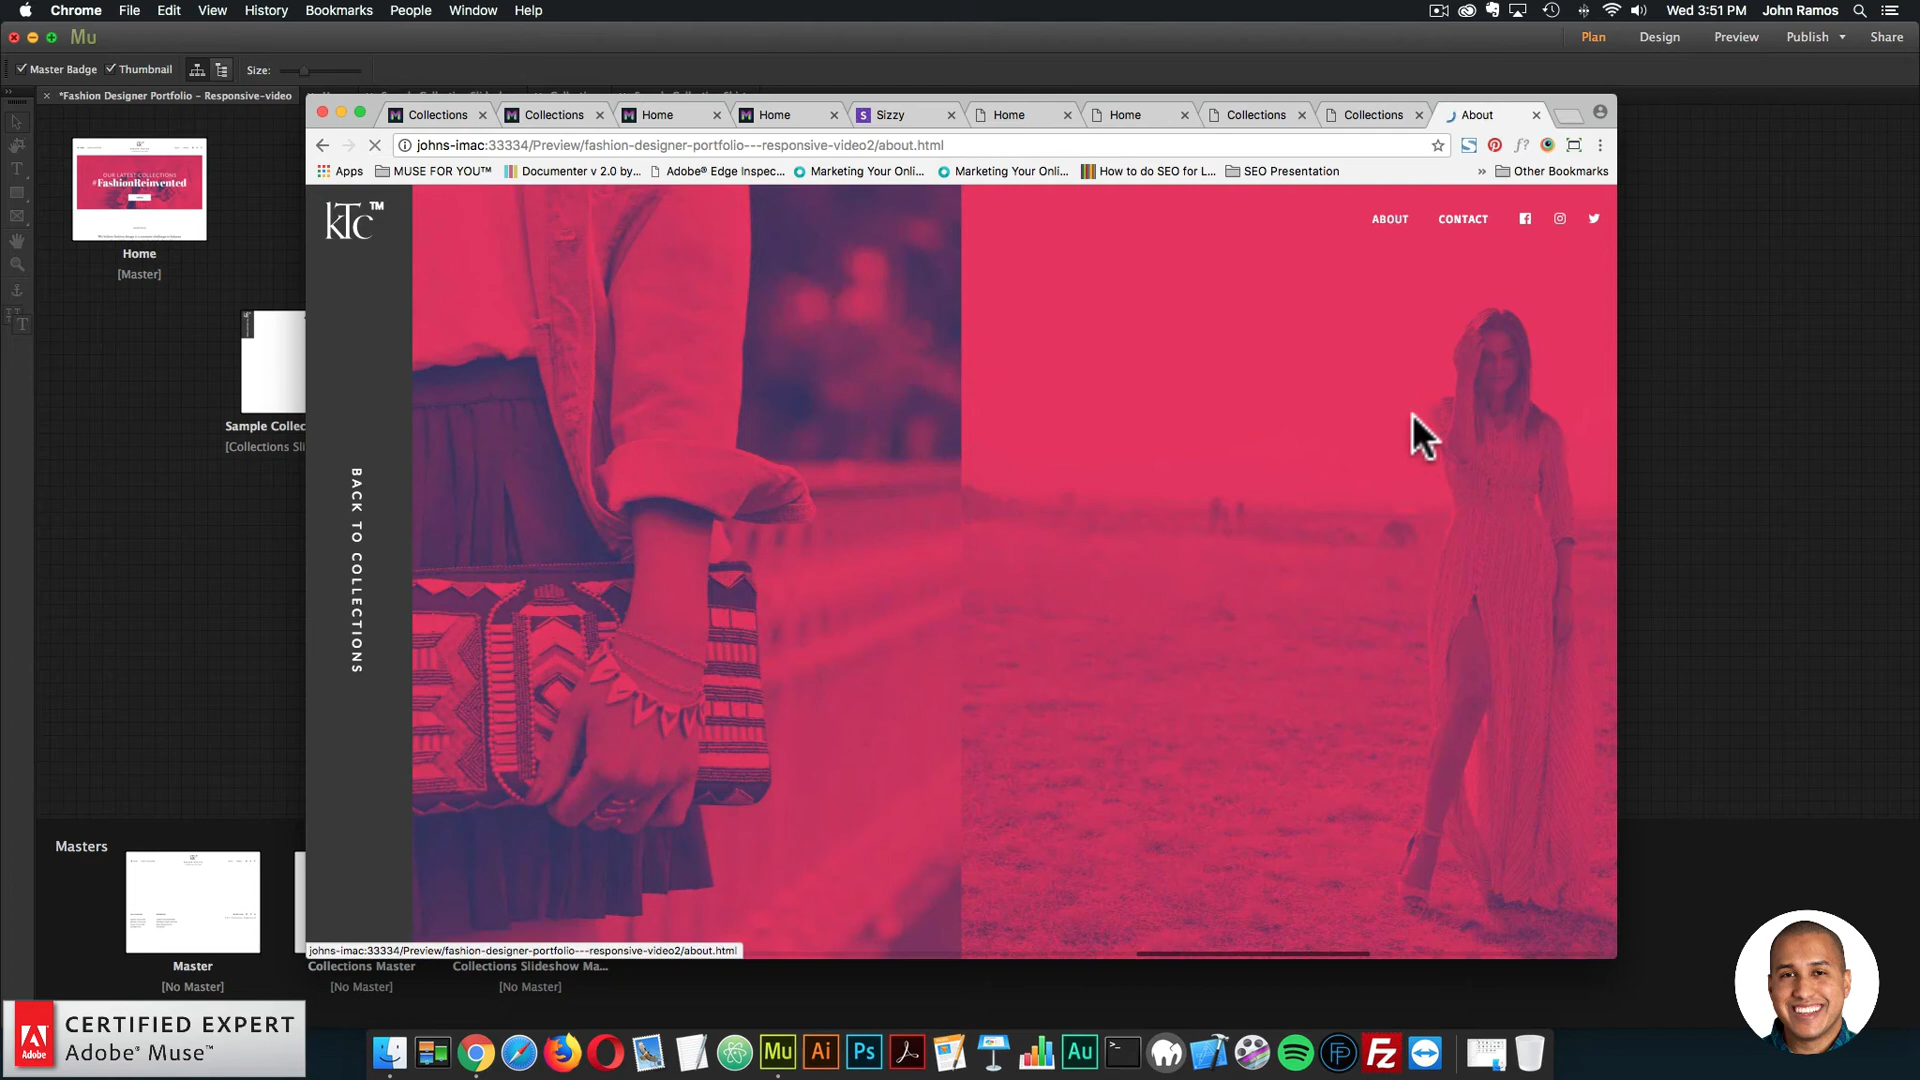 Chrome File Edit View History Bookmarks People Window Help
Wed 3:51 PM John Ramos
Mu
Plan Design Preview Publish Share
Master Badge Thumbnail Size:
*Fashion Designer Portfolio - Responsive-video
Collections Collections Home Home Sizzy Home Home Collections Collections About
johns-imac:33334/Preview/fashion-designer-portfolio---responsive-video2/about.html
Apps MUSE FOR YOU™ Documenter v 2.0 by... Adobe® Edge Inspec... Marketing Your Onli... Marketing Your Onli... How to do SEO for L... SEO Presentation » Other Bookmarks
kTc™
ABOUT CONTACT
OUR LATEST COLLECTIONS
#FashionReinvented
Home
[Master]
Sample Collec
[Collections Sli
BACK TO COLLECTIONS
johns-imac:33334/Preview/fashion-designer-portfolio---responsive-video2/about.html
Masters
Master
[No Master]
Collections Master
[No Master]
Collections Slideshow Ma...
[No Master]
CERTIFIED EXPERT
Adobe® Muse™
Adobe
Mu Ai Ps Au Fz